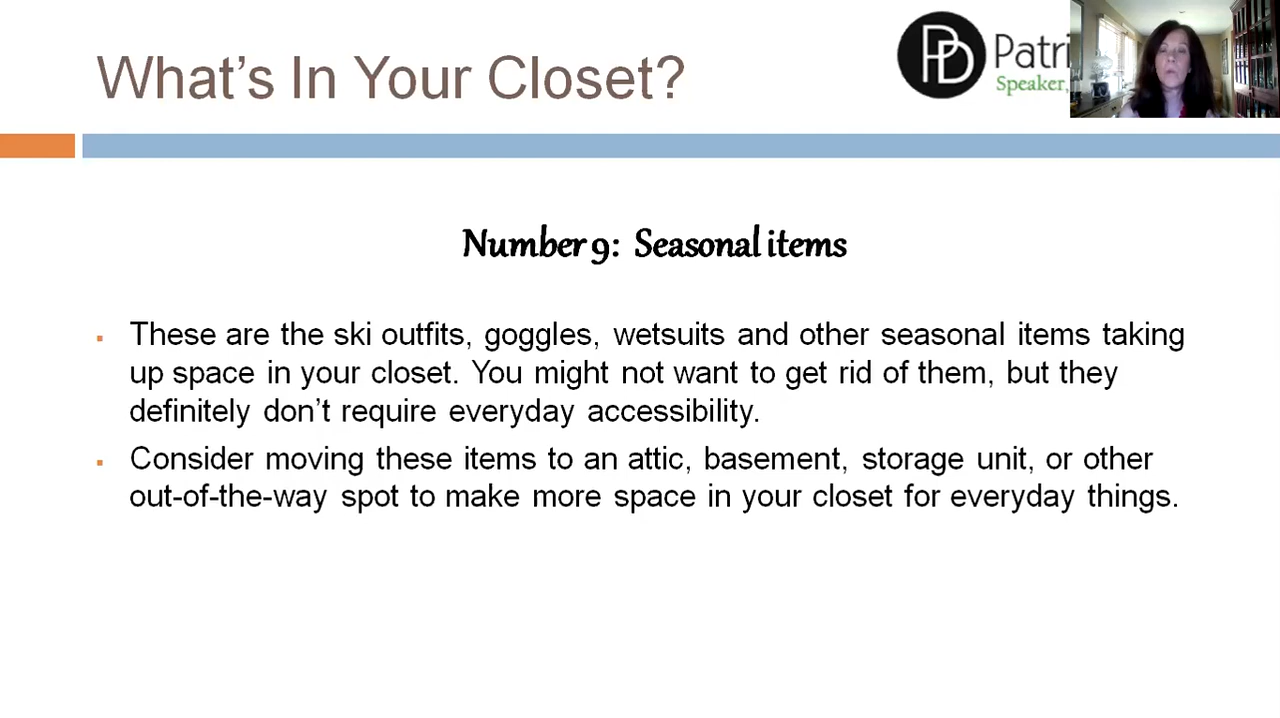 What's In Your Closet?
PD
Patri
Speaker,
Number 9: Seasonal items
These are the ski outfits, goggles, wetsuits and other seasonal items taking
up space in your closet. You might not want to get rid of them, but they
definitely don't require everyday accessibility.
Consider moving these items to an attic, basement, storage unit, or other
out-of-the-way spot to make more space in your closet for everyday things.